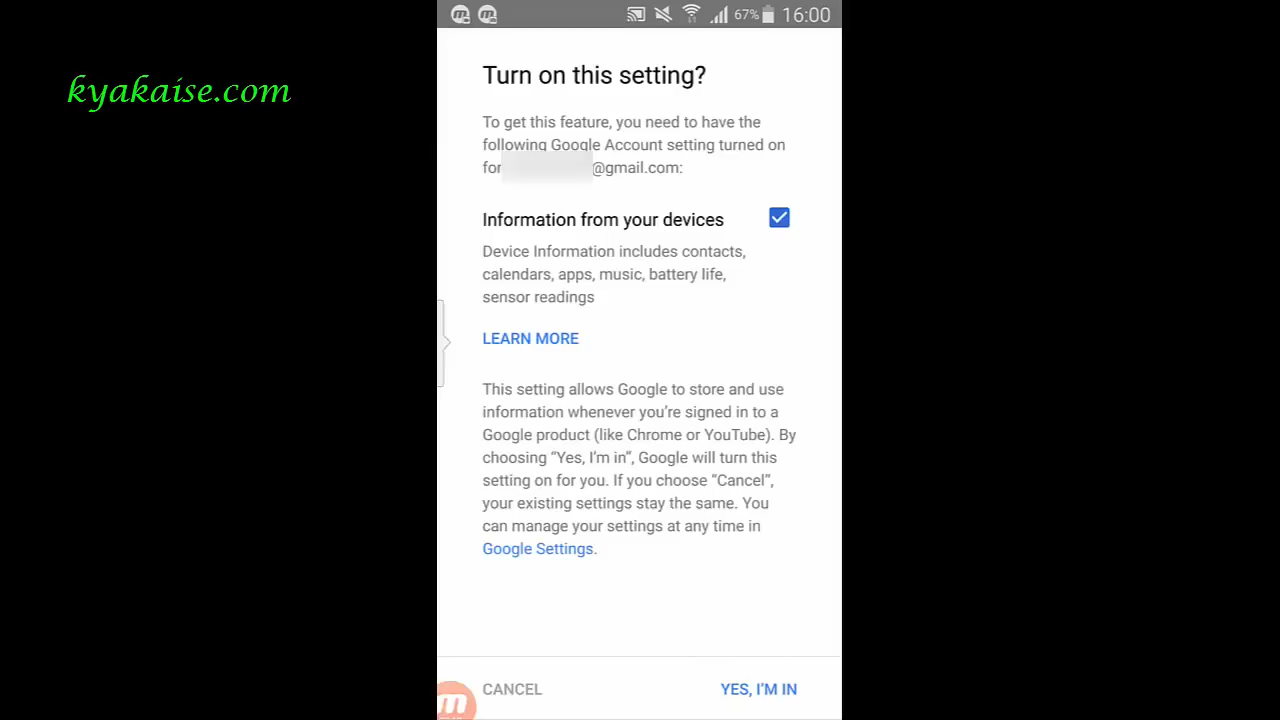 67% 16:00
kyakaise.com
Turn on this setting?
To get this feature, you need to have the
following Google Account setting turned on
for @gmail.com:
Information from your devices
Device Information includes contacts,
calendars, apps, music, battery life,
sensor readings
LEARN MORE
This setting allows Google to store and use
information whenever you’re signed in to a
Google product (like Chrome or YouTube). By
choosing “Yes, I’m in”, Google will turn this
setting on for you. If you choose “Cancel”,
your existing settings stay the same. You
can manage your settings at any time in
Google Settings.
CANCEL YES, I’M IN